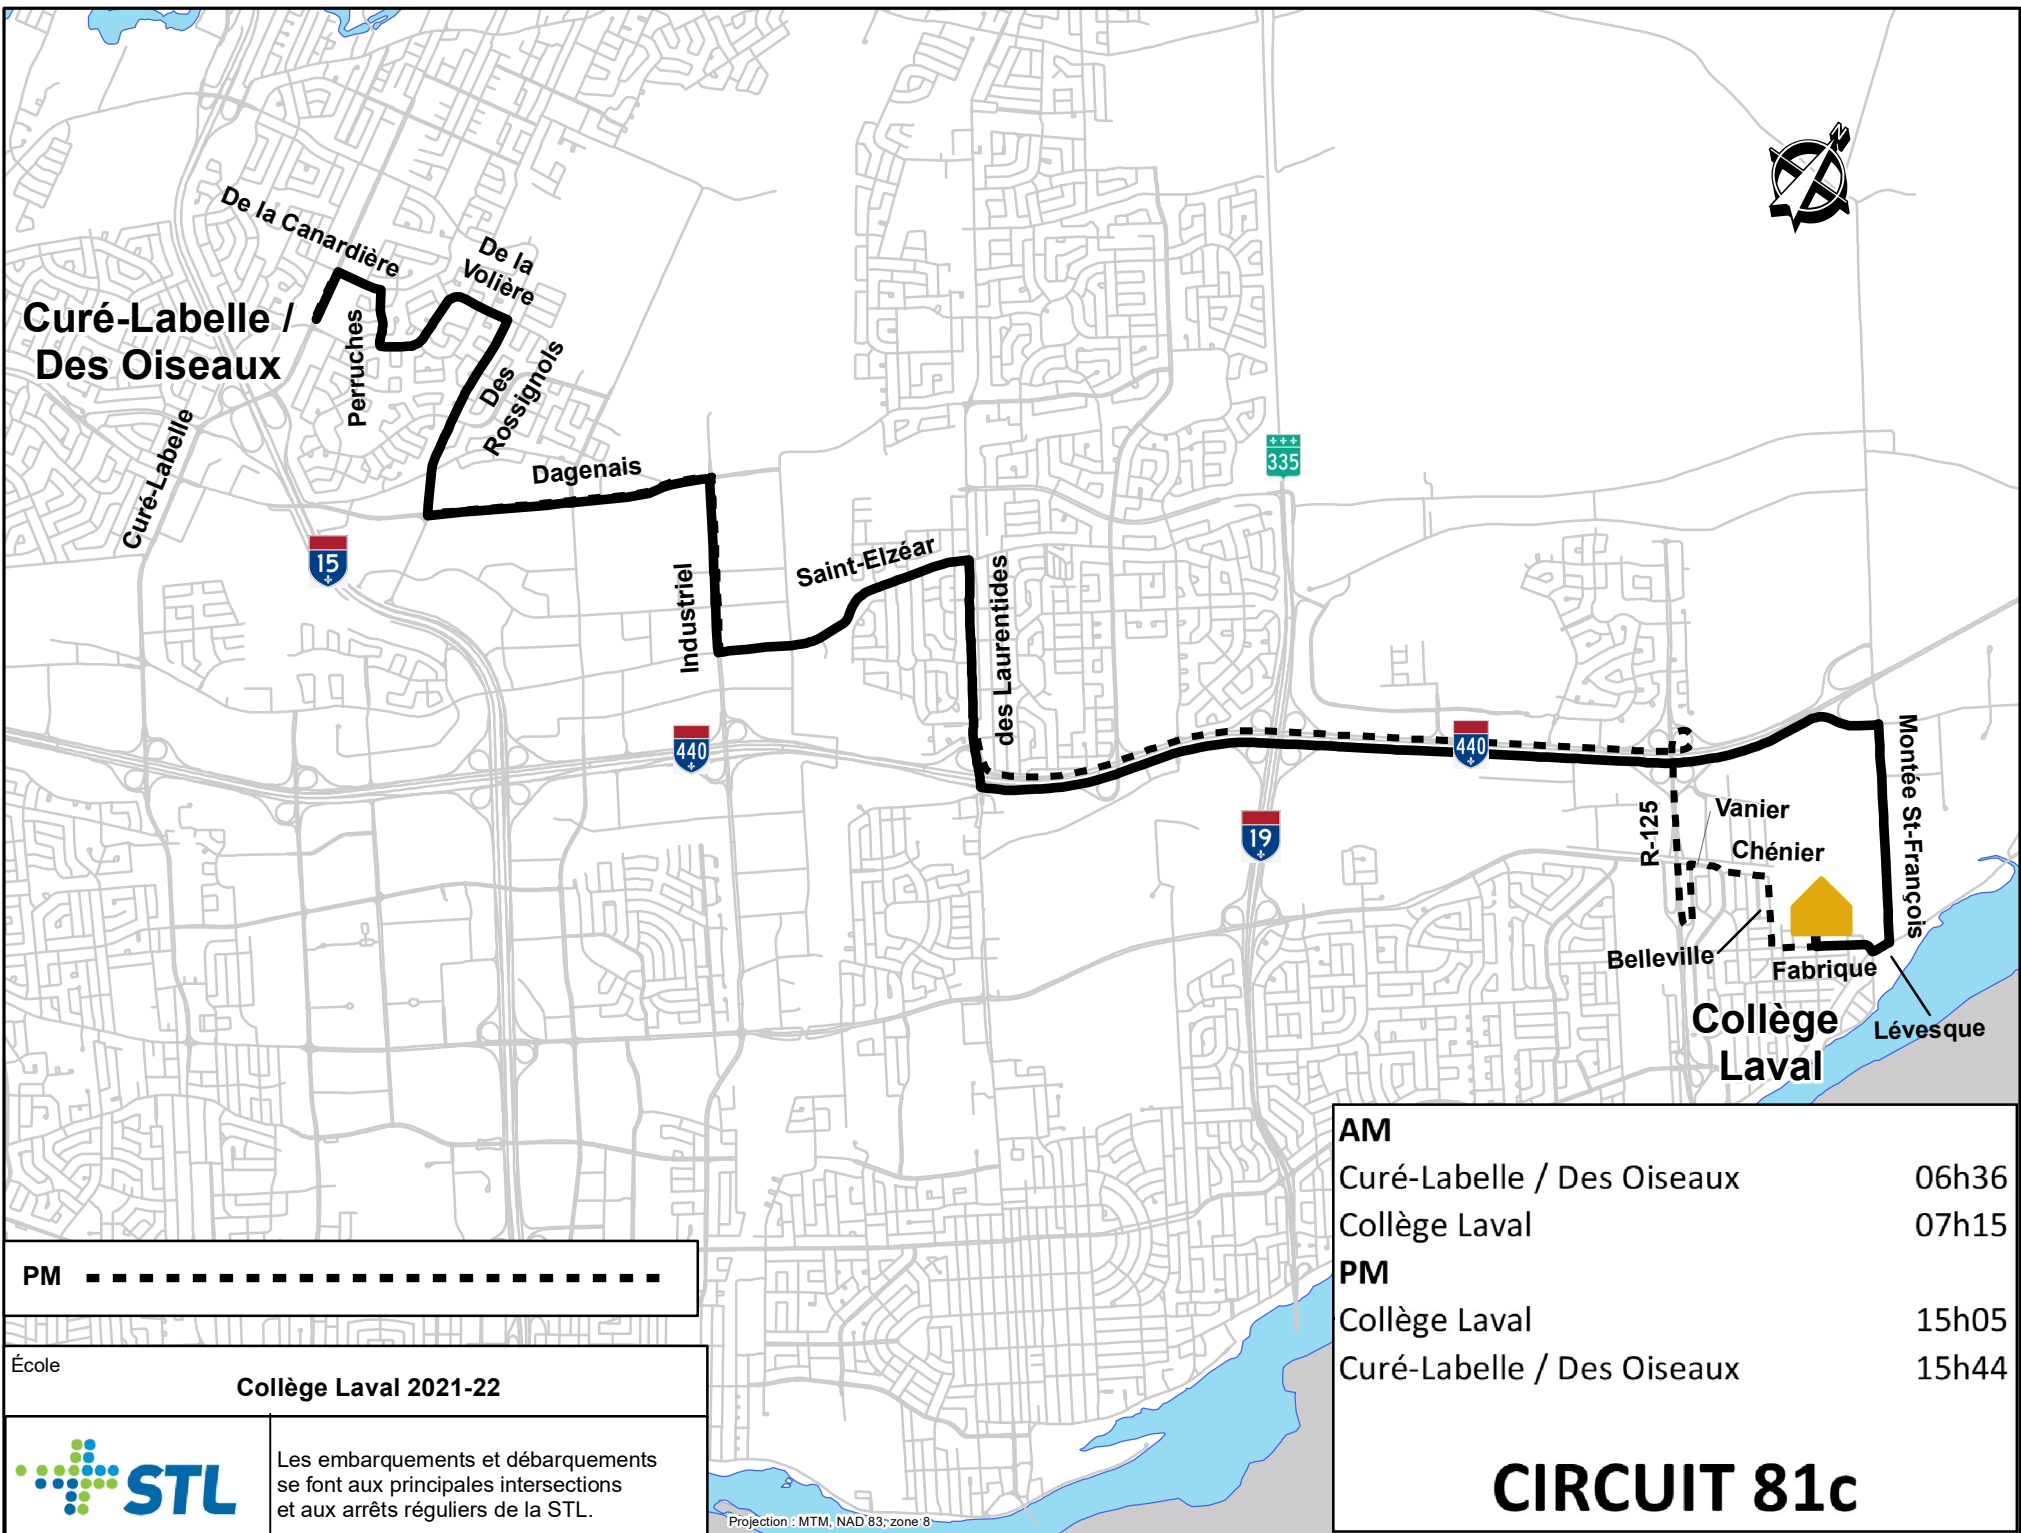 N
De la Canardière
De la
Volière
Curé-Labelle /
Des Oiseaux
Perruches
Des
Rossignols
Curé-Labelle
Dagenais
335
15
Saint-Elzéar
Industriel
des Laurentides
440
440
Montée St-François
19
R-125
Vanier
Chénier
Belleville
Fabrique
Collège
Laval
Lévesque
AM
Curé-Labelle / Des Oiseaux 06h36
Collège Laval 07h15
PM
Collège Laval 15h05
Curé-Labelle / Des Oiseaux 15h44
CIRCUIT 81c
PM
École
Collège Laval 2021-22
STL
Les embarquements et débarquements
se font aux principales intersections
et aux arrêts réguliers de la STL.
Projection : MTM, NAD 83, zone 8